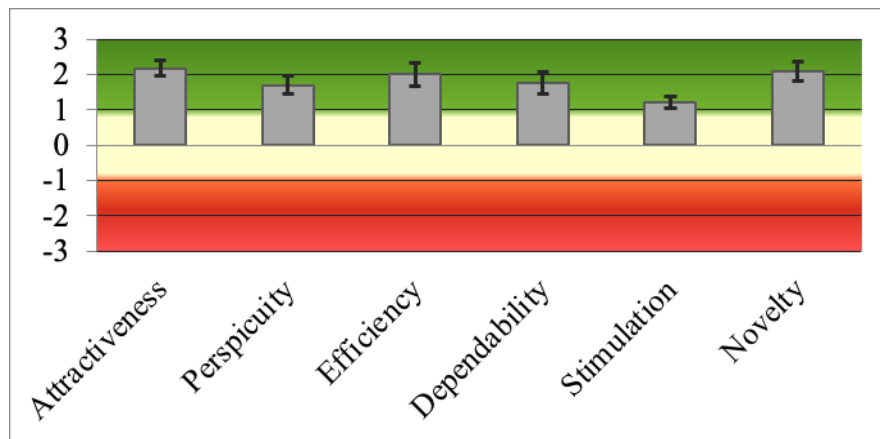 3
2
1
0
-1
-2
-3
Attractiveness
Perspicuity
Efficiency
Dependability
Stimulation
Novelty